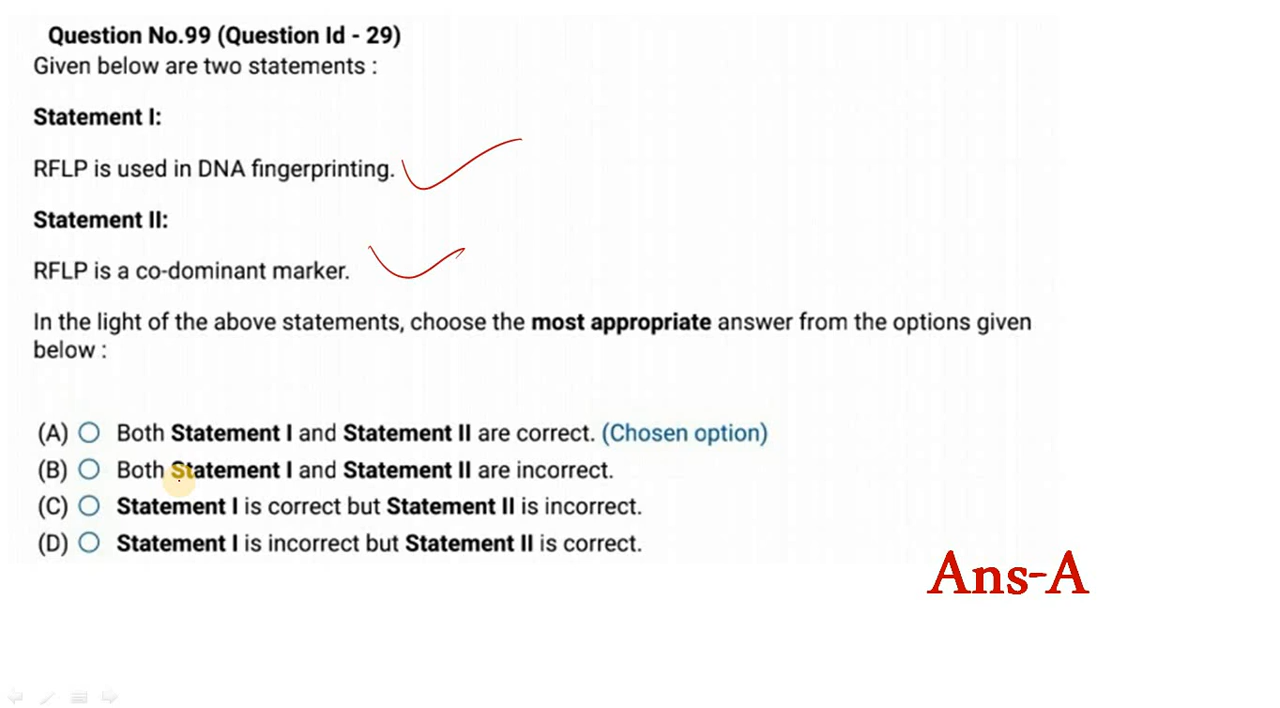 Question No.99 (Question Id - 29)
Given below are two statements :
Statement I:
RFLP is used in DNA fingerprinting.
Statement II:
RFLP is a co-dominant marker.
In the light of the above statements, choose the most appropriate answer from the options given
below :
(A) Both Statement I and Statement II are correct. (Chosen option)
(B) Both Statement I and Statement II are incorrect.
(C) Statement I is correct but Statement II is incorrect.
(D) Statement I is incorrect but Statement II is correct.
Ans-A